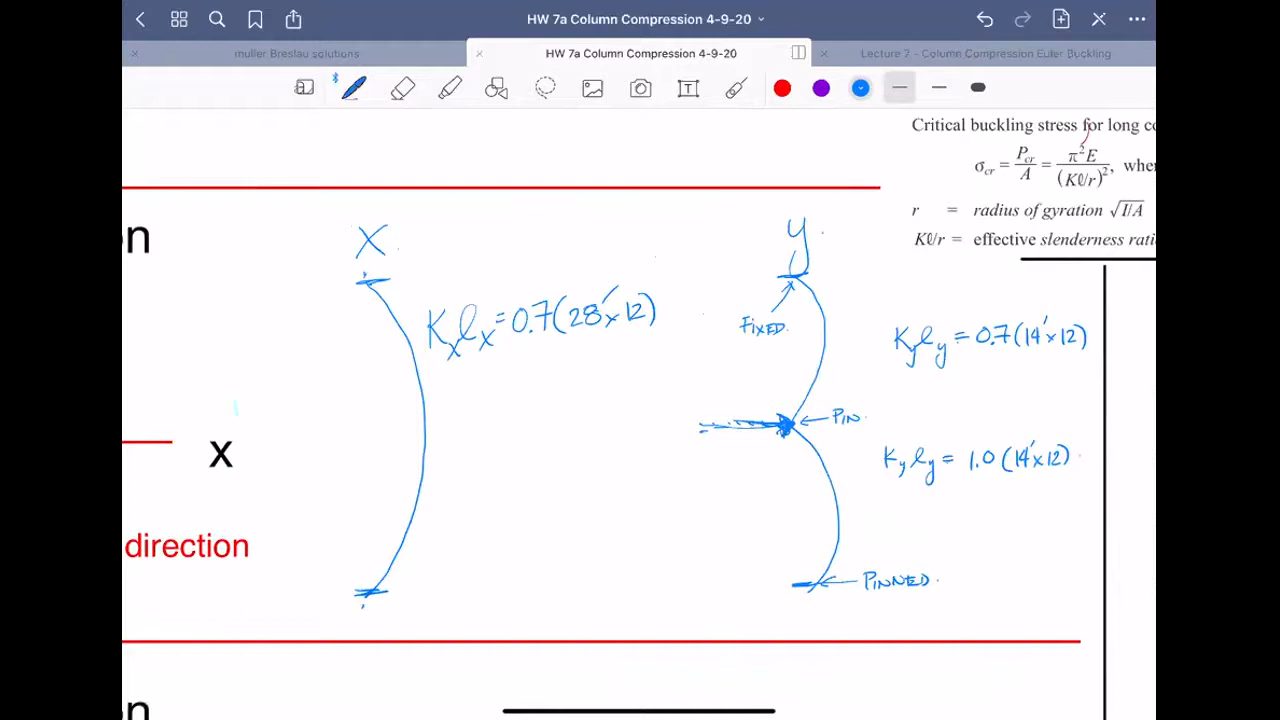 HW 7a Column Compression 4-9-20
muller Breslau solutions
HW 7a Column Compression 4-9-20
Lecture 7 - Column Compression Euler Buckling
Critical buckling stress for long co
σcr = Pcr/A = π²E/(Kℓ/r)², wher
r = radius of gyration √I/A
Kℓ/r = effective slenderness rati
on
x
y
Kxlx = 0.7(28'x12)
FIXED.
Kyly = 0.7(14'x12)
PIN
x
Kyly = 1.0(14'x12)
direction
PINNED.
on